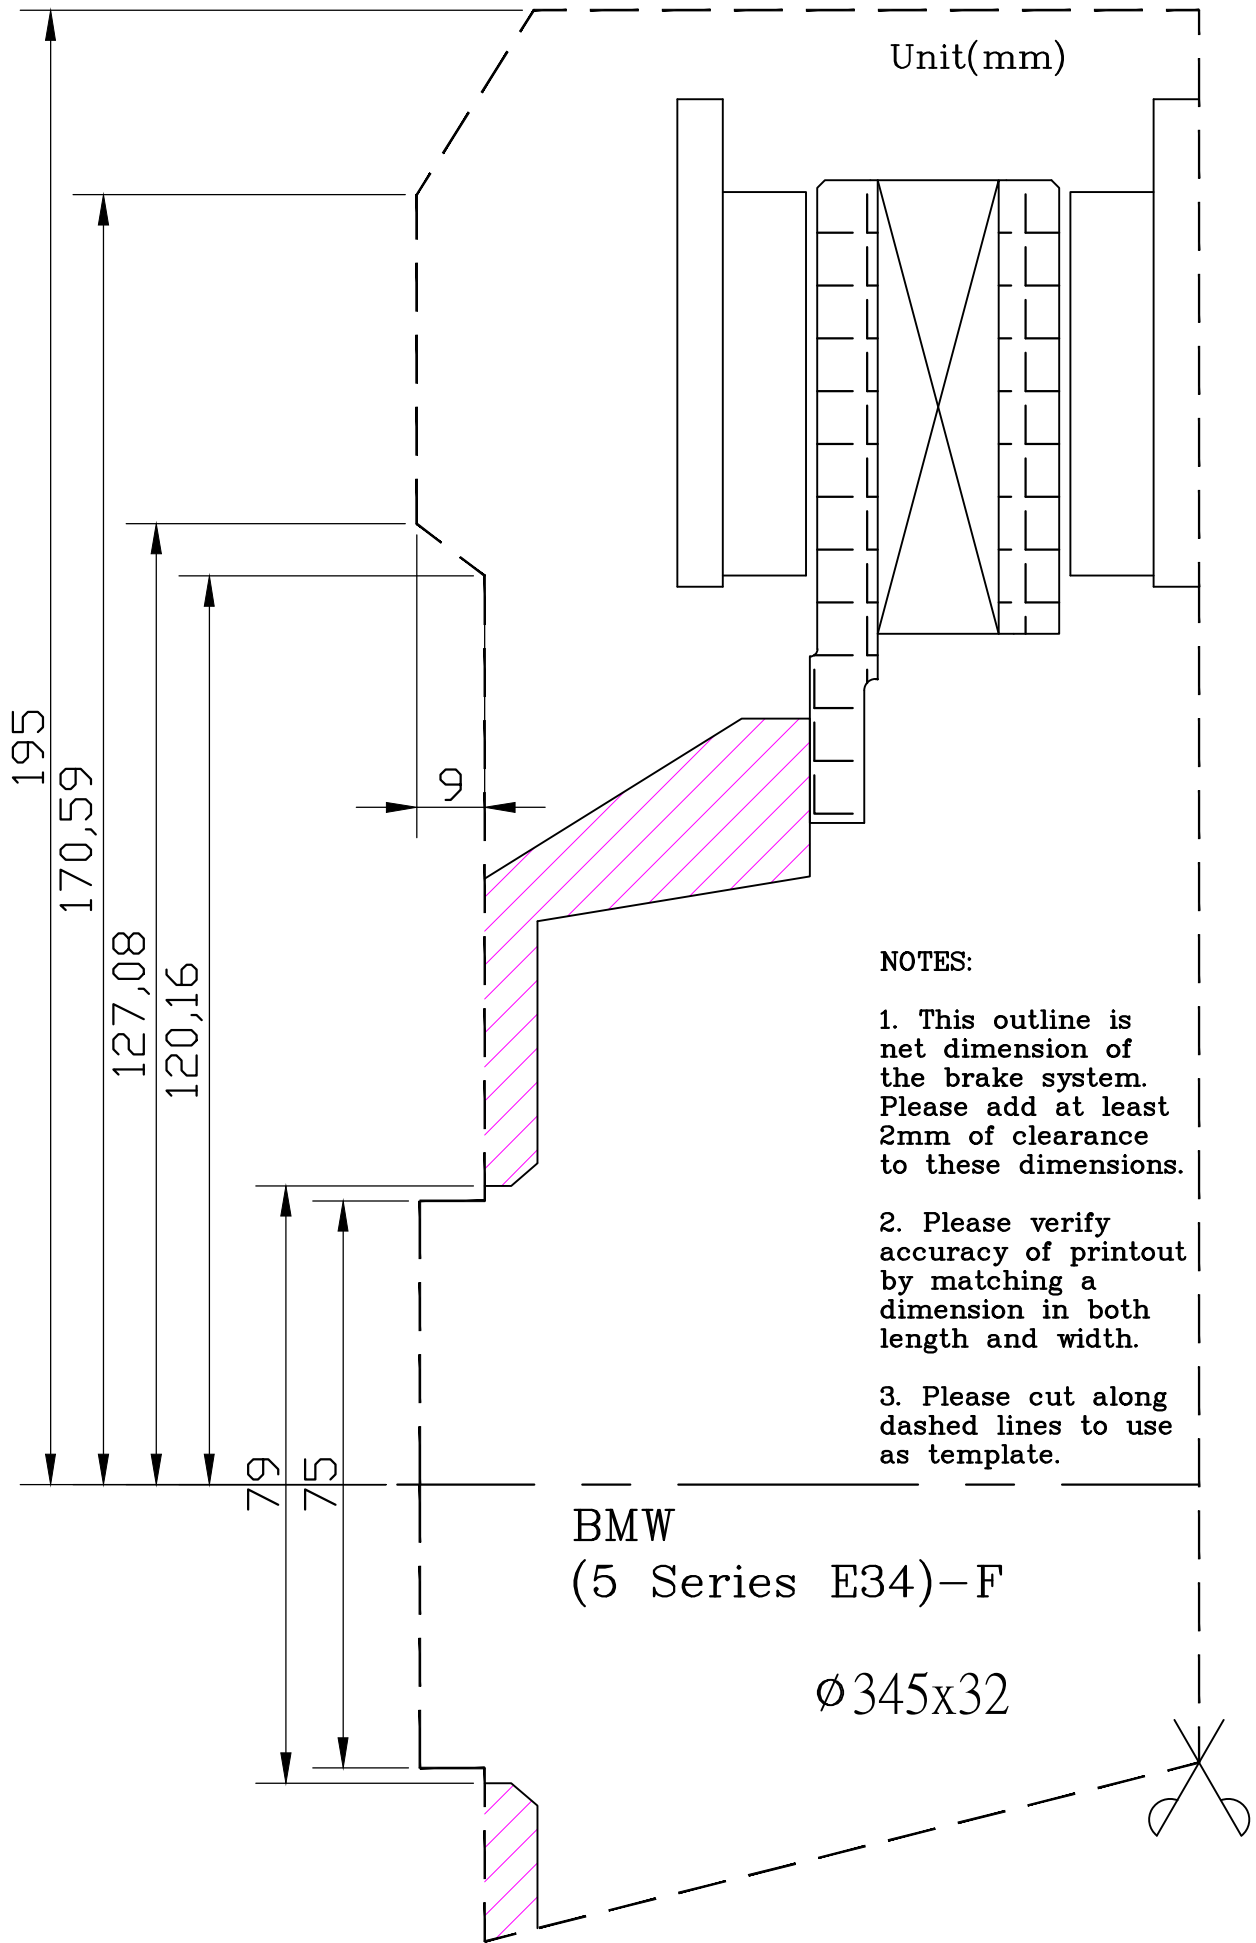 Unit(mm)
195
170,59
127,08
120,16
9
79
75
NOTES:
1. This outline is
net dimension of
the brake system.
Please add at least
2mm of clearance
to these dimensions.
2. Please verify
accuracy of printout
by matching a
dimension in both
length and width.
3. Please cut along
dashed lines to use
as template.
BMW
(5 Series E34)-F
Ø345x32